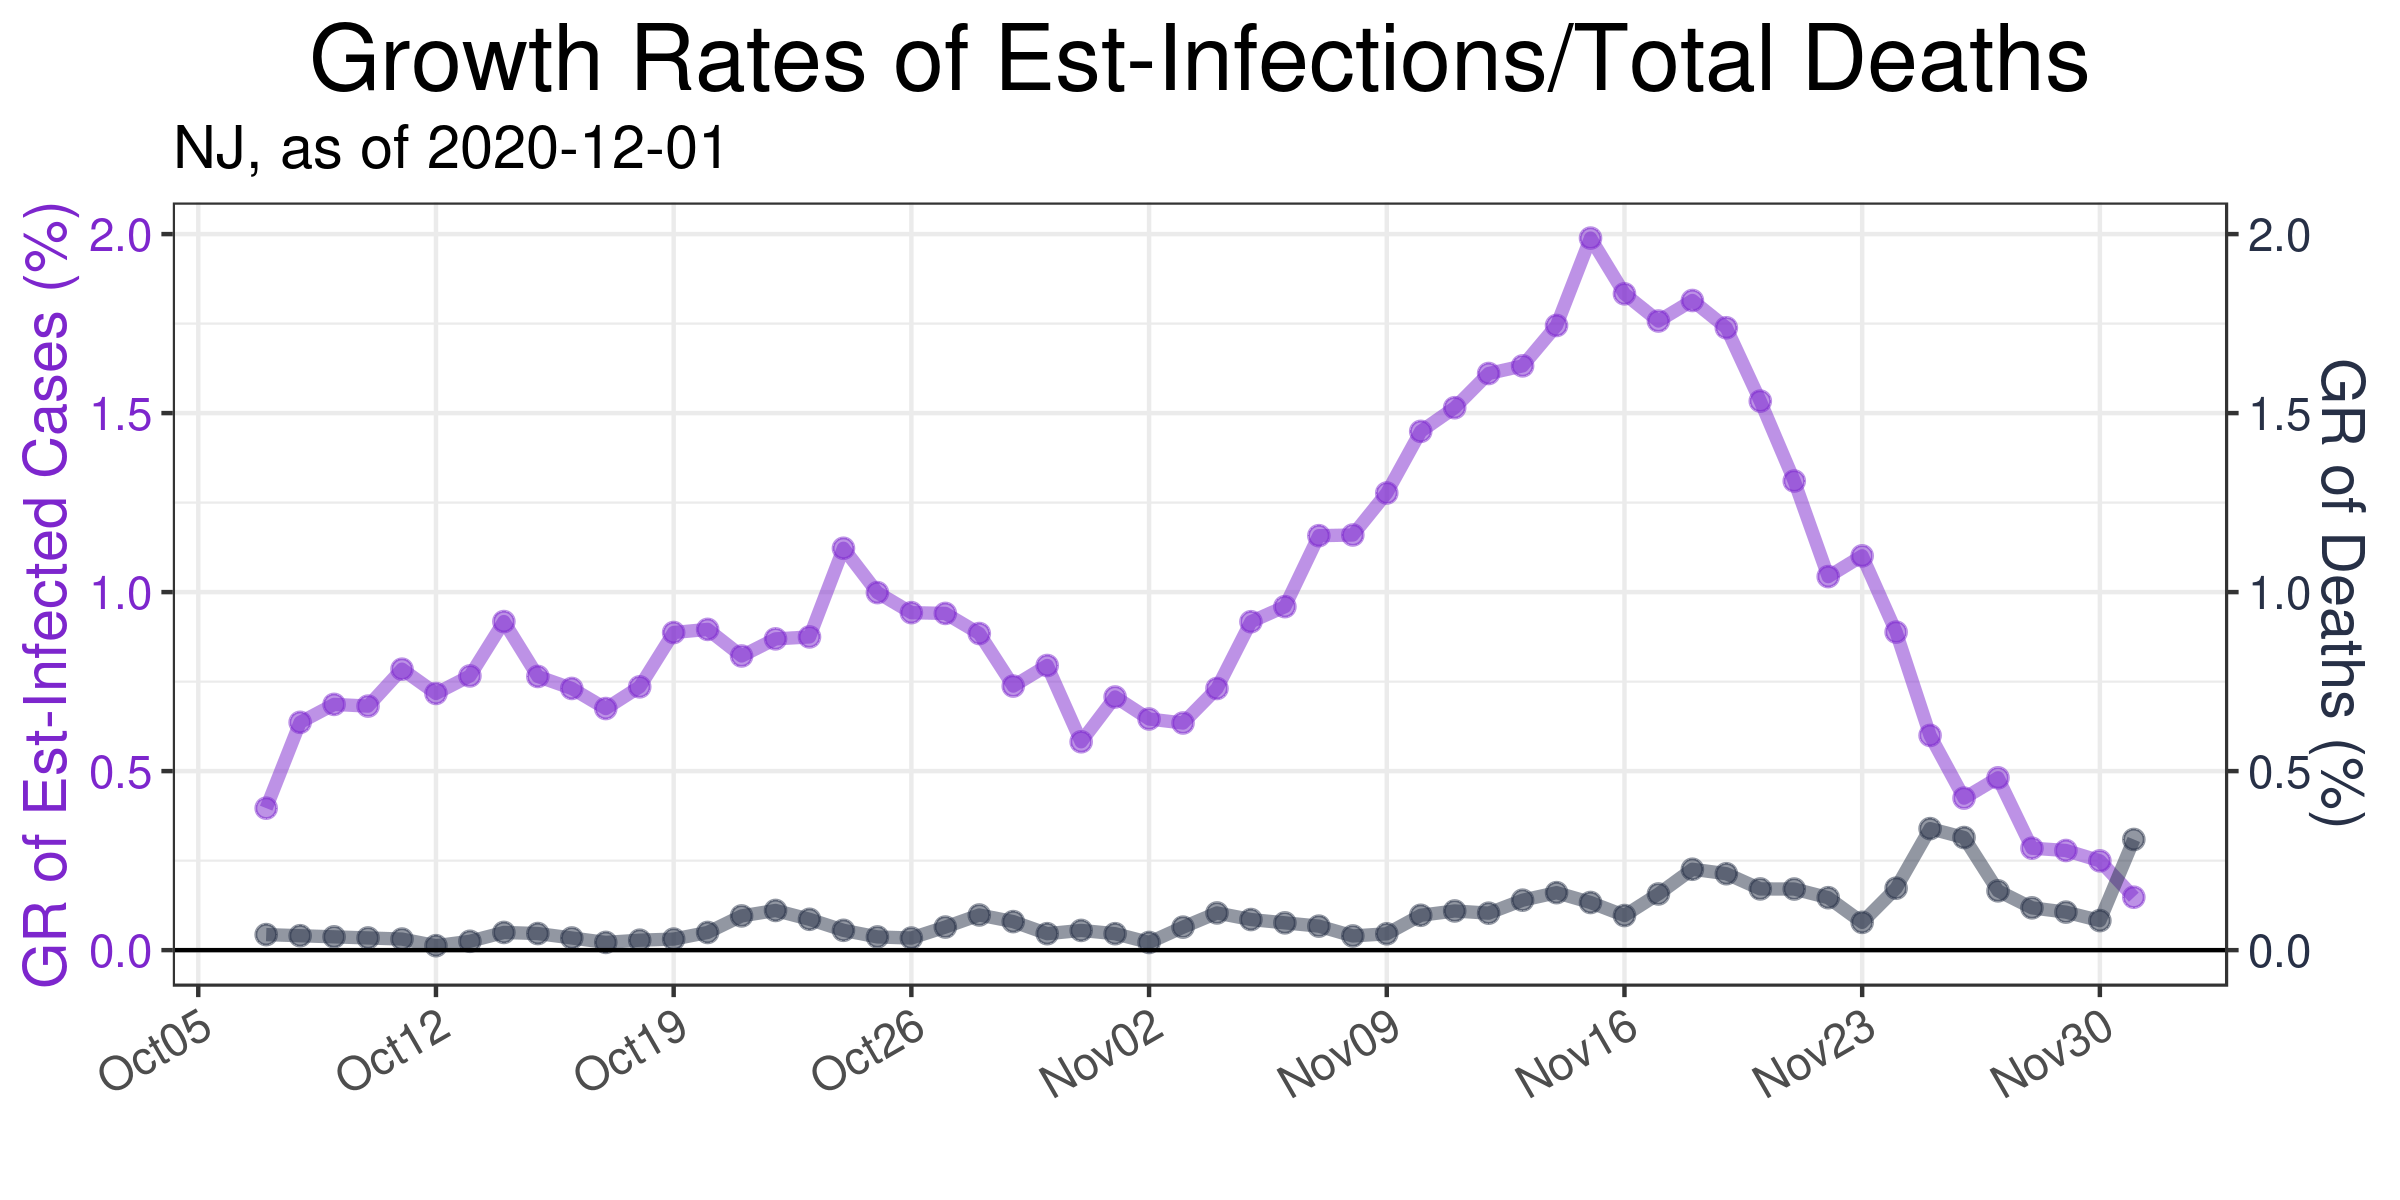 Growth Rates of Est-Infections/Total Deaths
NJ, as of 2020-12-01
GR of Est-Infected Cases (%)
2.0
1.5
1.0
0.5
0.0
2.0
1.5
1.0
0.5
0.0
GR of Deaths (%)
Oct05
Oct12
Oct19
Oct26
Nov02
Nov09
Nov16
Nov23
Nov30